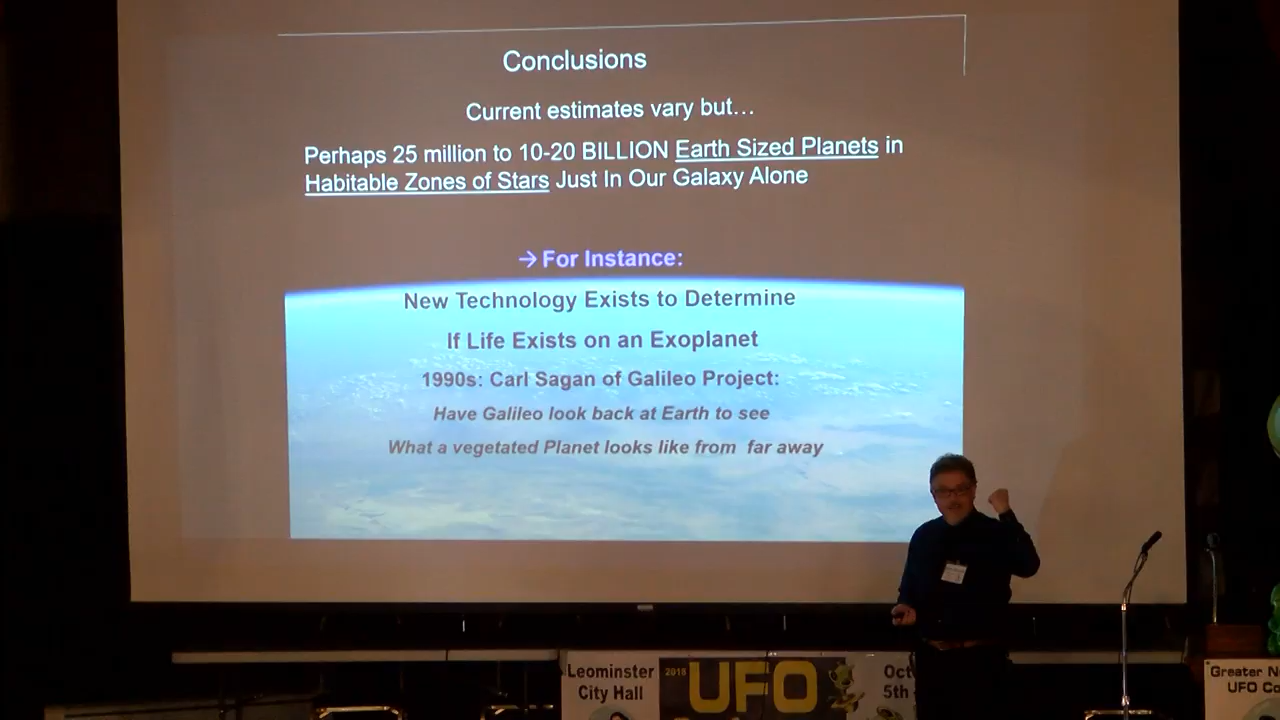 Conclusions
Current estimates vary but…
Perhaps 25 million to 10-20 BILLION Earth Sized Planets in
Habitable Zones of Stars Just In Our Galaxy Alone
→ For Instance:
New Technology Exists to Determine
If Life Exists on an Exoplanet
1990s: Carl Sagan of Galileo Project:
Have Galileo look back at Earth to see
What a vegetated Planet looks like from far away
Leominster
City Hall
UFO
Oct
5th
Greater
UFO